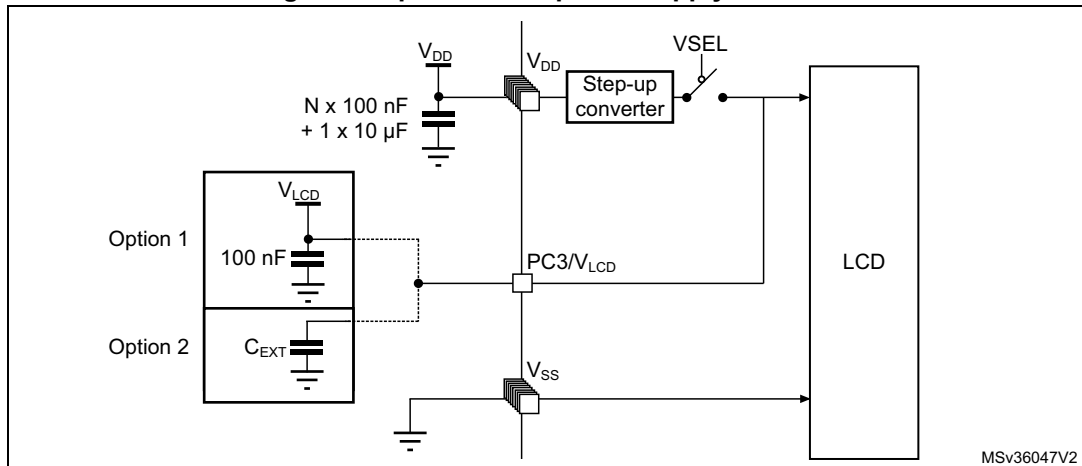 VSEL
VDD
VDD
Step-up
converter
N x 100 nF
+ 1 x 10 µF
VLCD
Option 1
100 nF
PC3/VLCD
LCD
Option 2
CEXT
VSS
MSv36047V2